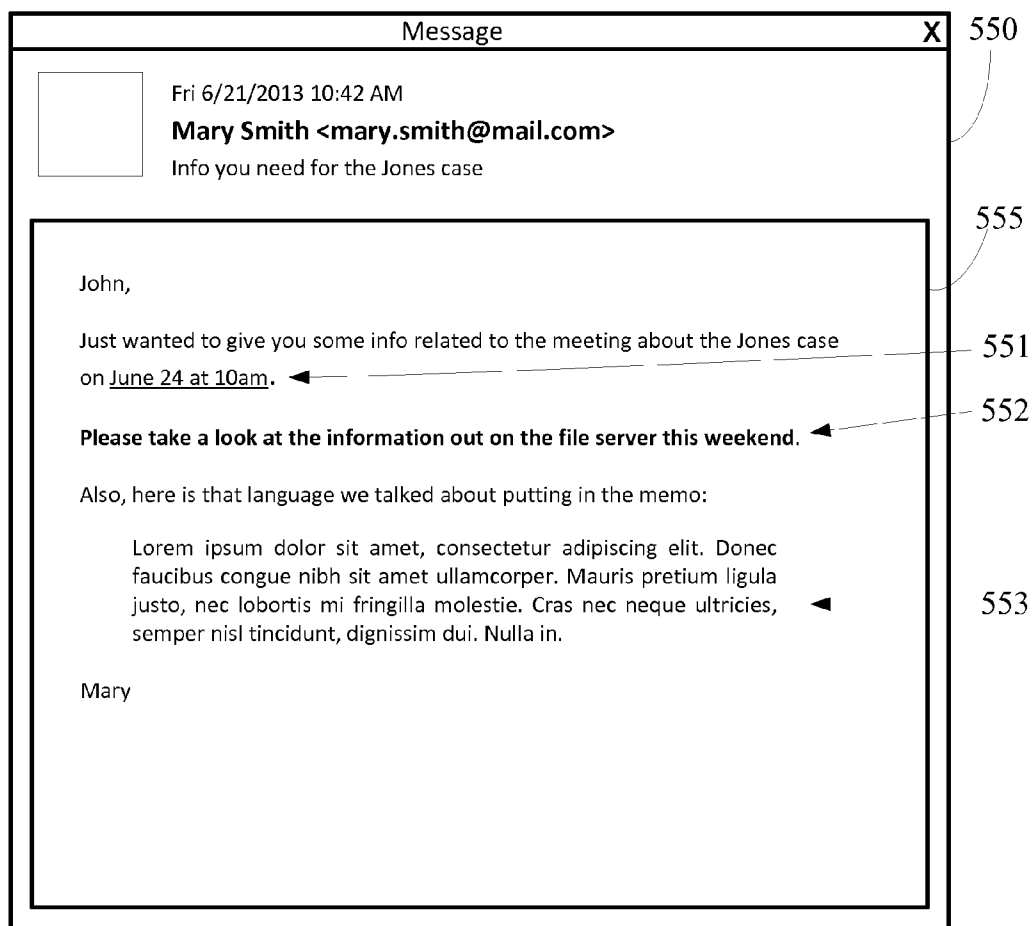 Message X 550
Fri 6/21/2013 10:42 AM
Mary Smith <mary.smith@mail.com>
Info you need for the Jones case
555
John,
Just wanted to give you some info related to the meeting about the Jones case
551
on June 24 at 10am.
552
Please take a look at the information out on the file server this weekend.
Also, here is that language we talked about putting in the memo:
Lorem ipsum dolor sit amet, consectetur adipiscing elit. Donec
faucibus congue nibh sit amet ullamcorper. Mauris pretium ligula
justo, nec lobortis mi fringilla molestie. Cras nec neque ultricies, 553
semper nisl tincidunt, dignissim dui. Nulla in.
Mary